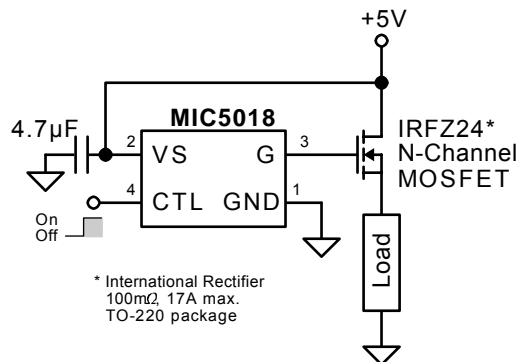 +5V
MIC5018
4.7µF
2
VS
G
3
IRFZ24*
N-Channel
MOSFET
4
CTL
GND
1
On
Off
Load
* International Rectifier
100mΩ, 17A max.
TO-220 package